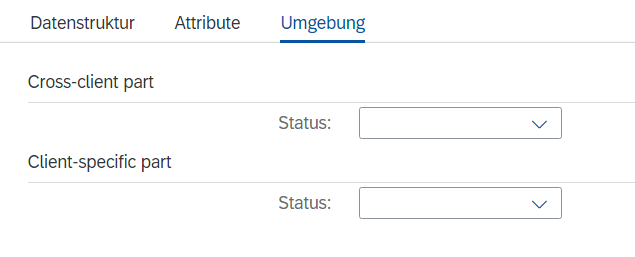 Datenstruktur Attribute Umgebung
Cross-client part
Status:
Client-specific part
Status: